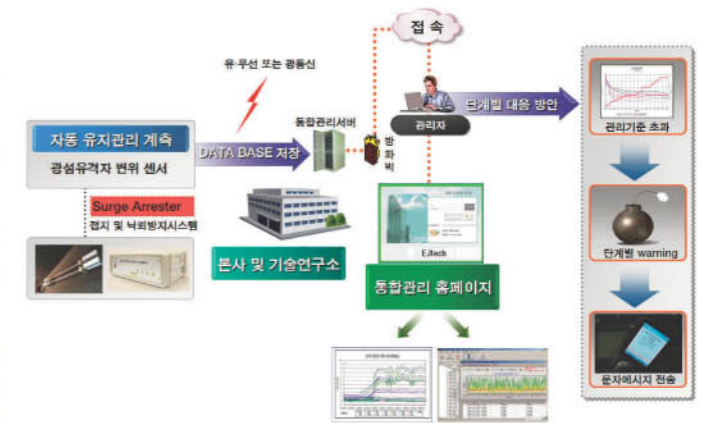 접 속
유·무선 또는 광통신
통합관리서버
방화벽
관리자
단계별 대응 방안
관리기준 초과
자동 유지관리 계측
광섬유격자 변위 센서
DATA BASE 저장
Surge Arrester
접지 및 낙뢰방지시스템
본사 및 기술연구소
EJtech
통합관리 홈페이지
단계별 warning
문자메시지 전송